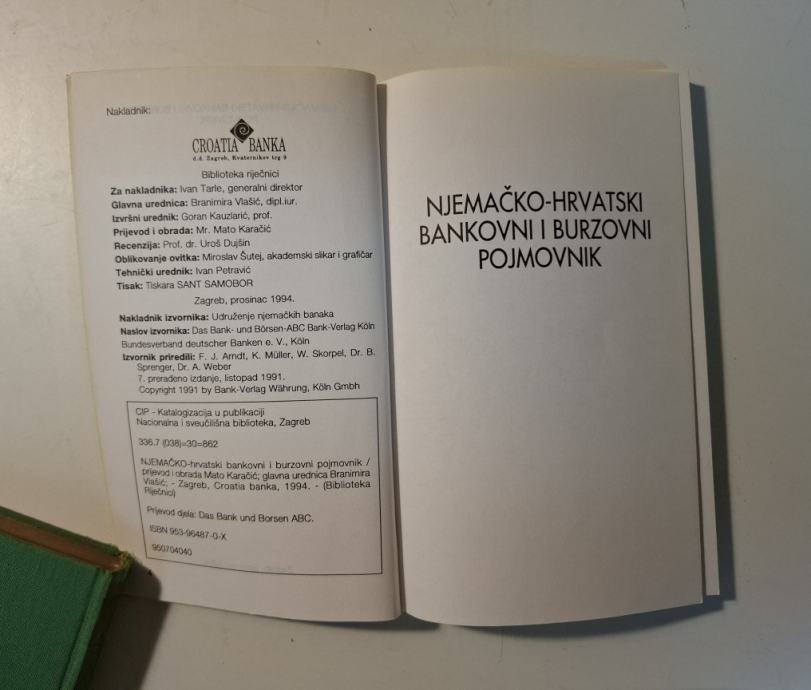 Nakladnik:
CROATIA BANKA
d.d. Zagreb, Kvaternikov trg 9
Biblioteka riječnici
Za nakladnika: Ivan Tarle, generalni direktor
Glavna urednica: Branimira Vlašić, dipl.iur.
Izvršni urednik: Goran Kauzlarić, prof.
Prijevod i obrada: Mr. Mato Karačić
Recenzija: Prof. dr. Uroš Dujšin
Oblikovanje ovitka: Miroslav Šutej, akademski slikar i grafičar
Tehnički urednik: Ivan Petravić
Tisak: Tiskara SANT SAMOBOR
Zagreb, prosinac 1994.
Nakladnik izvornika: Udruženje njemačkih banaka
Naslov izvornika: Das Bank- und Börsen-ABC Bank-Verlag Köln
Bundesverband deutscher Banken e. V., Köln
Izvornik priredili: F. J. Arndt, K. Müller, W. Skorpel, Dr. B.
Sprenger, Dr. A. Weber
7. prerađeno izdanje, listopad 1991.
Copyright 1991 by Bank-Verlag Währung, Köln Gmbh
CIP - Katalogizacija u publikaciji
Nacionalna i sveučilišna biblioteka, Zagreb
336.7 (038)=30=862
NJEMAČKO-hrvatski bankovni i burzovni pojmovnik /
prijevod i obrada Mato Karačić; glavna urednica Branimira
Vlašić; - Zagreb, Croatia banka, 1994. - (Biblioteka
Riječnici)
Prijevod djela: Das Bank und Borsen ABC.
ISBN 953-96487-0-X
950704040
NJEMAČKO-HRVATSKI
BANKOVNI I BURZOVNI
POJMOVNIK